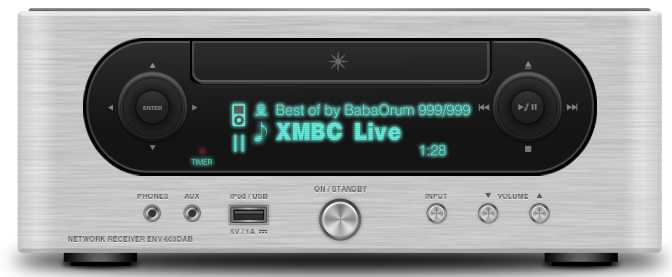 ENTER
Best of by BabaOrum 999/999
XMBC Live
1:28
TIMER
PHONES
AUX
iPod / USB
5V / 1A
ON / STANDBY
INPUT
VOLUME
NETWORK RECEIVER ENV-603DAB